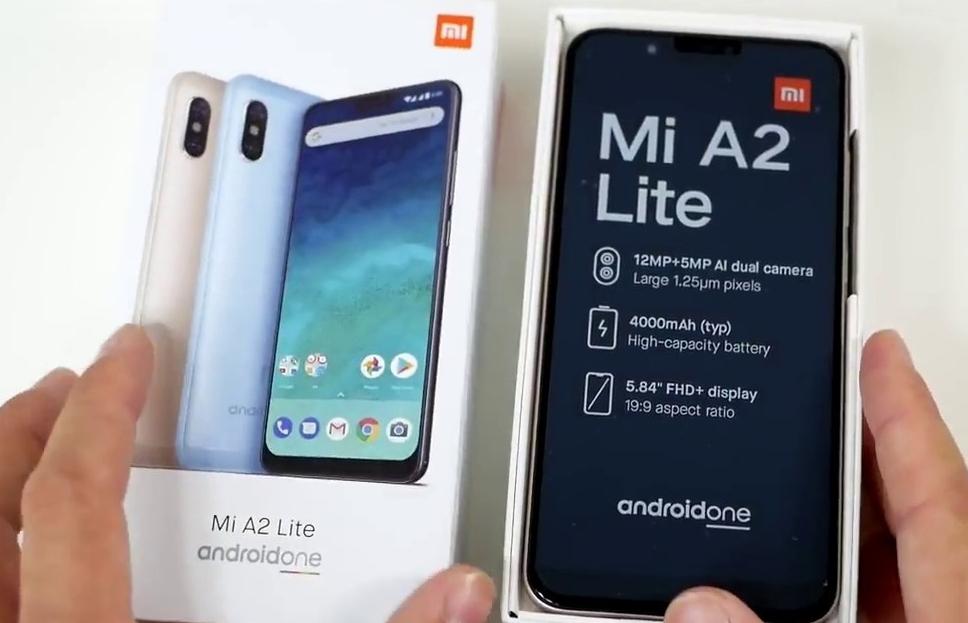 mi
Mi A2 Lite
androidone
mi
Mi A2
Lite
12MP+5MP AI dual camera
Large 1.25µm pixels
4000mAh (typ)
High-capacity battery
5.84" FHD+ display
19:9 aspect ratio
androidone